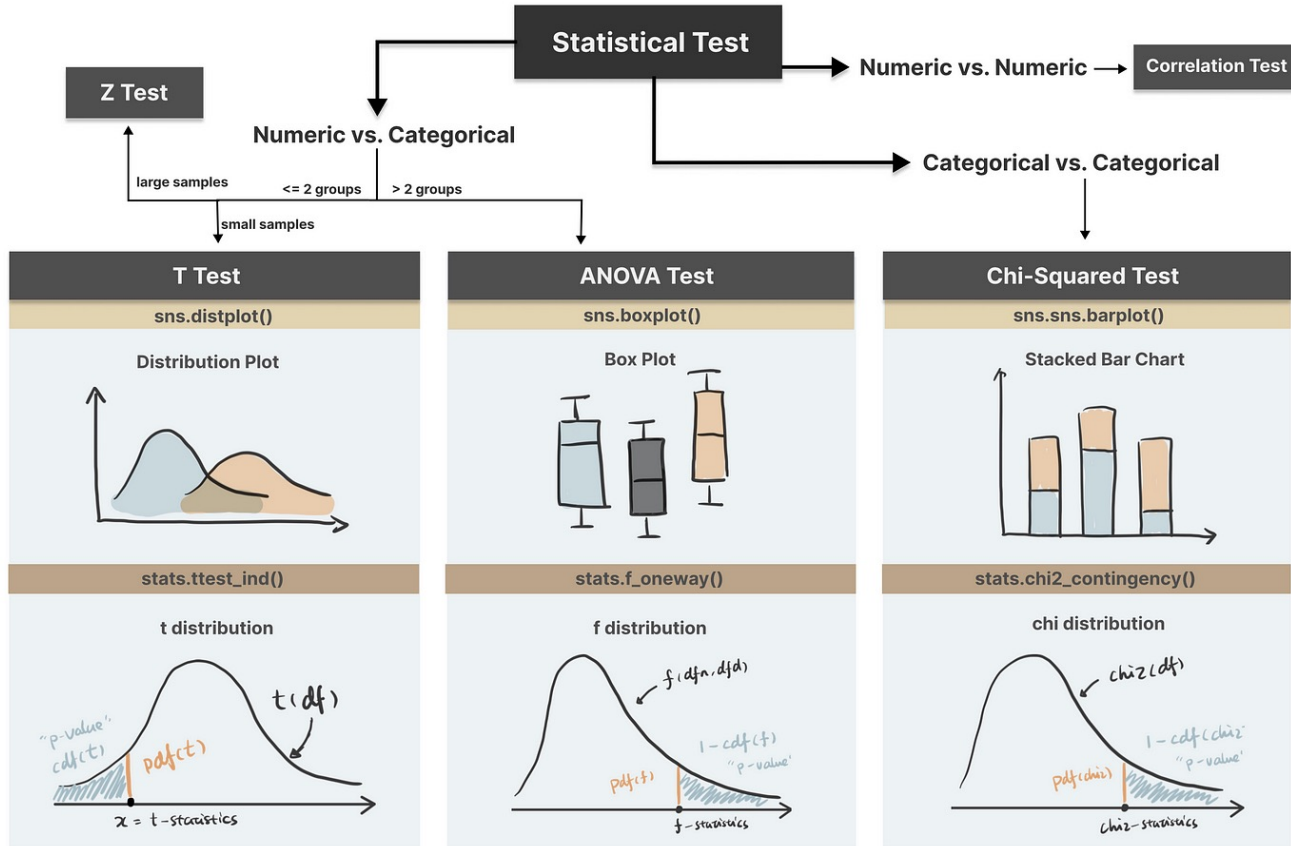 Statistical Test
Numeric vs. Numeric
Correlation Test
Z Test
Numeric vs. Categorical
Categorical vs. Categorical
large samples
<= 2 groups
> 2 groups
small samples
T Test
sns.distplot()
Distribution Plot
stats.ttest_ind()
t distribution
t(df)
"p-value"
cdf(t)
pdf(t)
x = t-statistics
ANOVA Test
sns.boxplot()
Box Plot
stats.f_oneway()
f distribution
f(dfn, dfd)
1-cdf(f)
"p-value"
pdf(f)
f-statistics
Chi-Squared Test
sns.sns.barplot()
Stacked Bar Chart
stats.chi2_contingency()
chi distribution
chi2(df)
1-cdf(chi2
"p-value"
pdf(chi2)
chi2-statistics